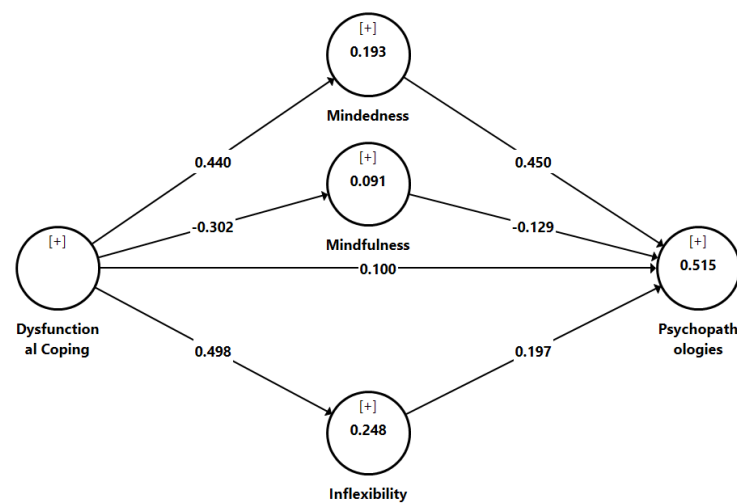 [+]
0.193
Mindedness
0.440
0.450
[+]
0.091
Mindfulness
-0.302
-0.129
[+]
Dysfunction
al Coping
0.100
[+]
0.515
Psychopath
ologies
0.498
0.197
[+]
0.248
Inflexibility